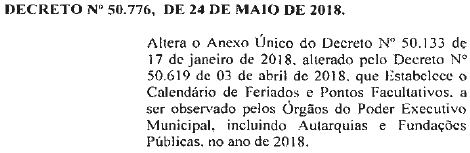 DECRETO Nº 50.776, DE 24 DE MAIO DE 2018.
Altera o Anexo Único do Decreto Nº 50.133 de
17 de janeiro de 2018, alterado pelo Decreto Nº
50.619 de 03 de abril de 2018, que Estabelece o
Calendário de Feriados e Pontos Facultativos, a
ser observado pelos Órgãos do Poder Executivo
Municipal, incluindo Autarquias e Fundações
Públicas, no ano de 2018.